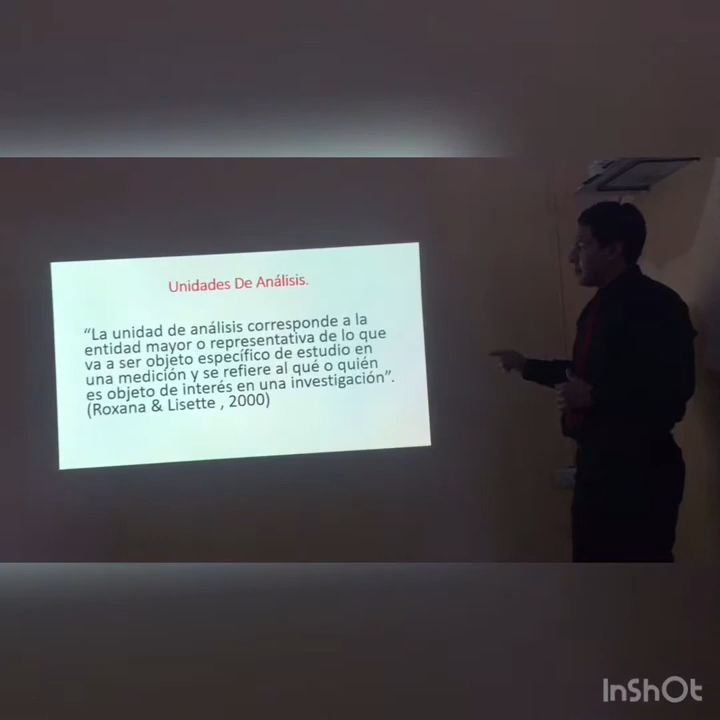 Unidades De Análisis.
“La unidad de análisis corresponde a la
entidad mayor o representativa de lo que
va a ser objeto específico de estudio en
una medición y se refiere al qué o quién
es objeto de interés en una investigación”.
(Roxana & Lisette , 2000)
InShOt